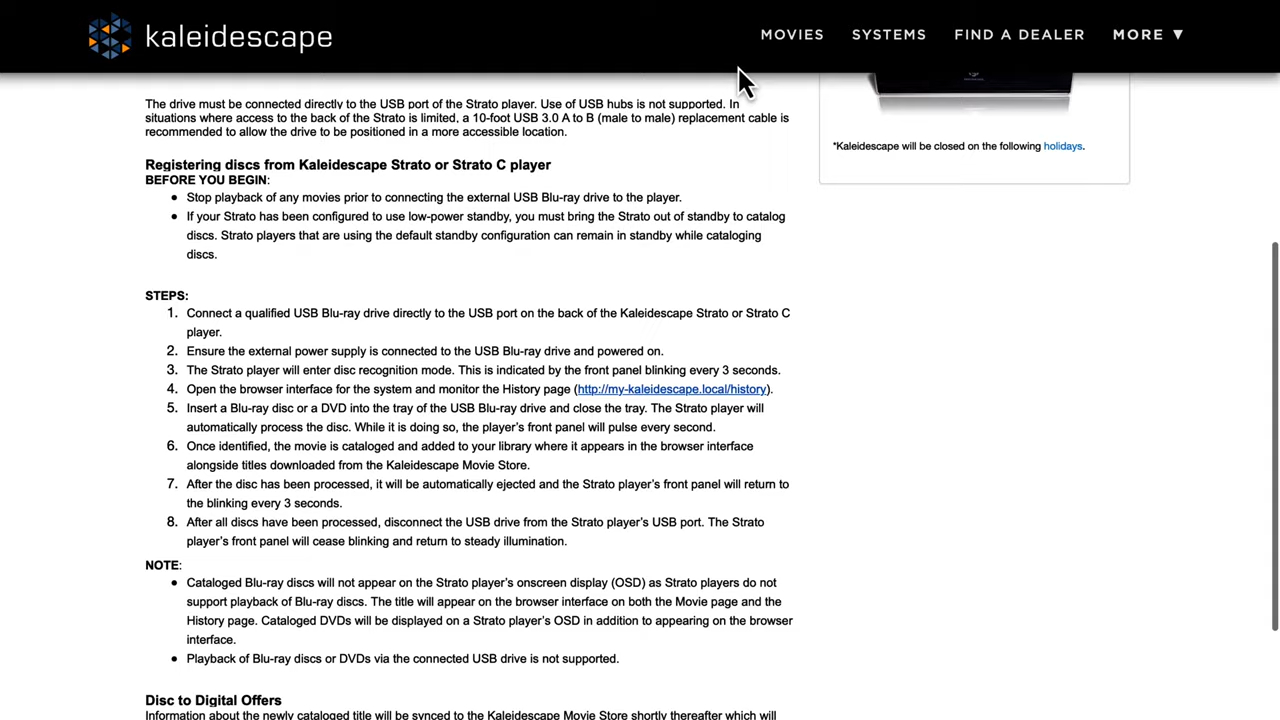 kaleidescape
MOVIES SYSTEMS FIND A DEALER MORE ▼
The drive must be connected directly to the USB port of the Strato player. Use of USB hubs is not supported. In
situations where access to the back of the Strato is limited, a 10-foot USB 3.0 A to B (male to male) replacement cable is
recommended to allow the drive to be positioned in a more accessible location.
*Kaleidescape will be closed on the following holidays.
Registering discs from Kaleidescape Strato or Strato C player
BEFORE YOU BEGIN:
• Stop playback of any movies prior to connecting the external USB Blu-ray drive to the player.
• If your Strato has been configured to use low-power standby, you must bring the Strato out of standby to catalog
discs. Strato players that are using the default standby configuration can remain in standby while cataloging
discs.
STEPS:
1. Connect a qualified USB Blu-ray drive directly to the USB port on the back of the Kaleidescape Strato or Strato C
player.
2. Ensure the external power supply is connected to the USB Blu-ray drive and powered on.
3. The Strato player will enter disc recognition mode. This is indicated by the front panel blinking every 3 seconds.
4. Open the browser interface for the system and monitor the History page (http://my-kaleidescape.local/history).
5. Insert a Blu-ray disc or a DVD into the tray of the USB Blu-ray drive and close the tray. The Strato player will
automatically process the disc. While it is doing so, the player's front panel will pulse every second.
6. Once identified, the movie is cataloged and added to your library where it appears in the browser interface
alongside titles downloaded from the Kaleidescape Movie Store.
7. After the disc has been processed, it will be automatically ejected and the Strato player's front panel will return to
the blinking every 3 seconds.
8. After all discs have been processed, disconnect the USB drive from the Strato player's USB port. The Strato
player's front panel will cease blinking and return to steady illumination.
NOTE:
• Cataloged Blu-ray discs will not appear on the Strato player's onscreen display (OSD) as Strato players do not
support playback of Blu-ray discs. The title will appear on the browser interface on both the Movie page and the
History page. Cataloged DVDs will be displayed on a Strato player's OSD in addition to appearing on the browser
interface.
• Playback of Blu-ray discs or DVDs via the connected USB drive is not supported.
Disc to Digital Offers
Information about the newly cataloged title will be synced to the Kaleidescape Movie Store shortly thereafter which will